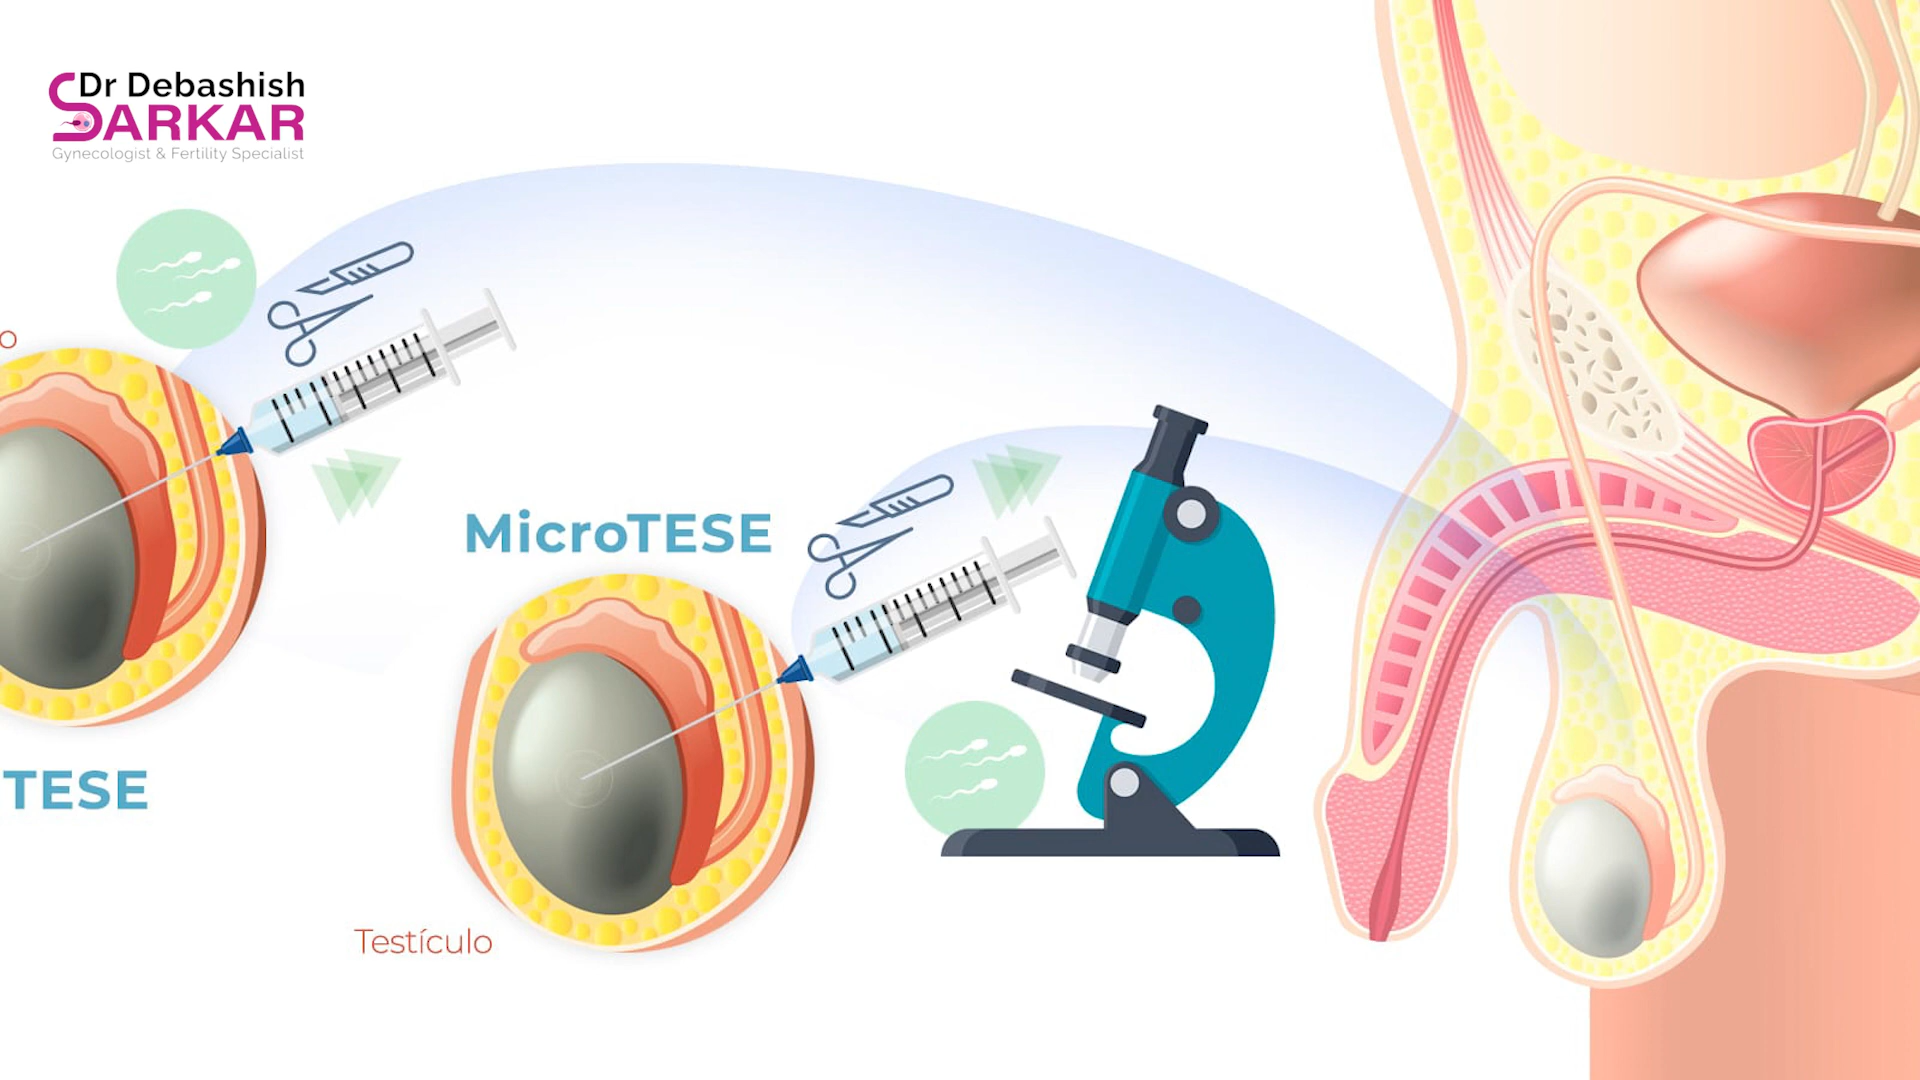 Dr Debashish
SARKAR
Gynecologist & Fertility Specialist
o
MicroTESE
TESE
Testículo